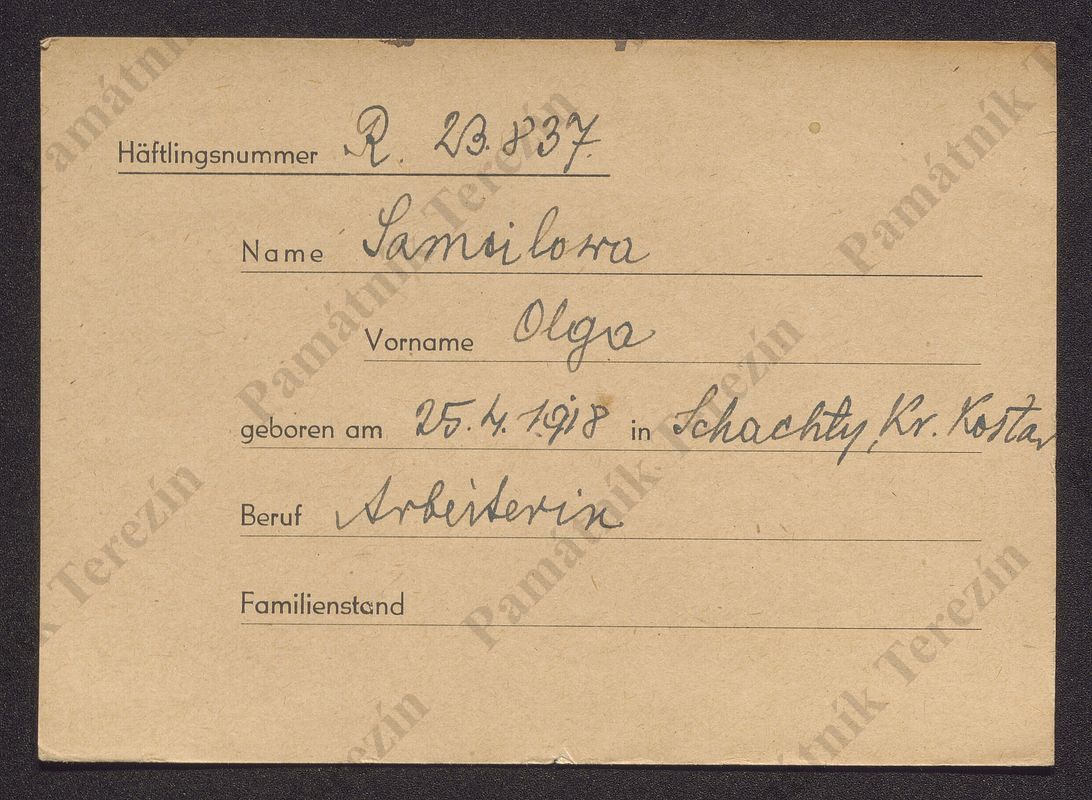 Häftlingsnummer R. 23.837.
Name Samoilowa
Vorname Olga
geboren am 25.4.1918 in Schachty, Kr. Kostar
Beruf Arbeiterin
Familienstand
Památník Terezín